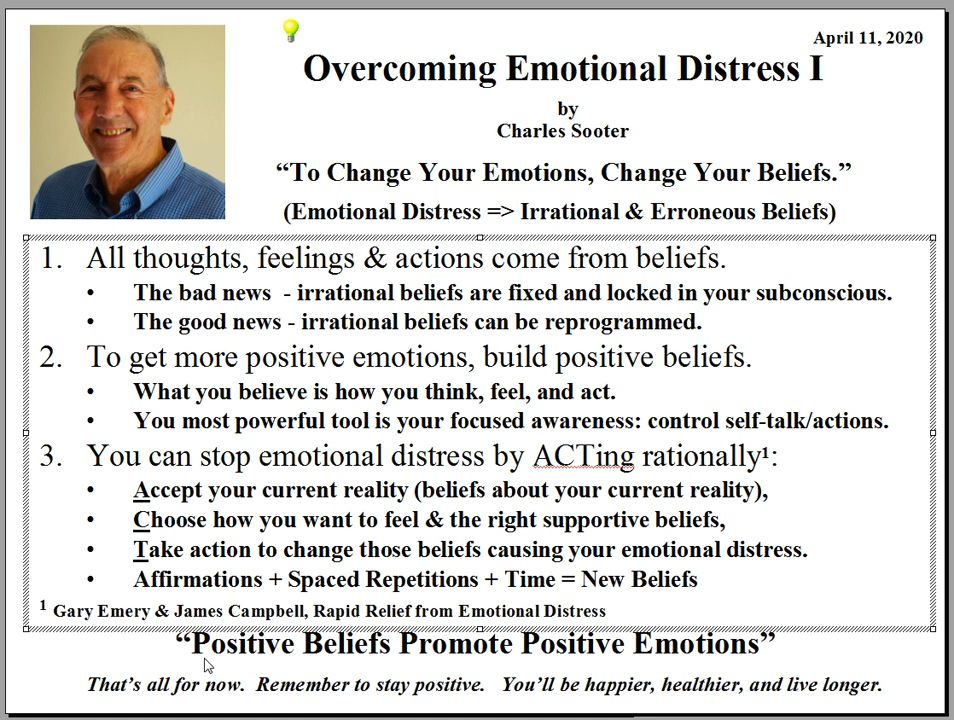 April 11, 2020
Overcoming Emotional Distress I
by
Charles Sooter
“To Change Your Emotions, Change Your Beliefs.”
(Emotional Distress => Irrational & Erroneous Beliefs)
1. All thoughts, feelings & actions come from beliefs.
• The bad news - irrational beliefs are fixed and locked in your subconscious.
• The good news - irrational beliefs can be reprogrammed.
2. To get more positive emotions, build positive beliefs.
• What you believe is how you think, feel, and act.
• You most powerful tool is your focused awareness: control self-talk/actions.
3. You can stop emotional distress by ACTing rationally¹:
• Accept your current reality (beliefs about your current reality),
• Choose how you want to feel & the right supportive beliefs,
• Take action to change those beliefs causing your emotional distress.
• Affirmations + Spaced Repetitions + Time = New Beliefs
¹ Gary Emery & James Campbell, Rapid Relief from Emotional Distress
“Positive Beliefs Promote Positive Emotions”
That’s all for now. Remember to stay positive. You’ll be happier, healthier, and live longer.